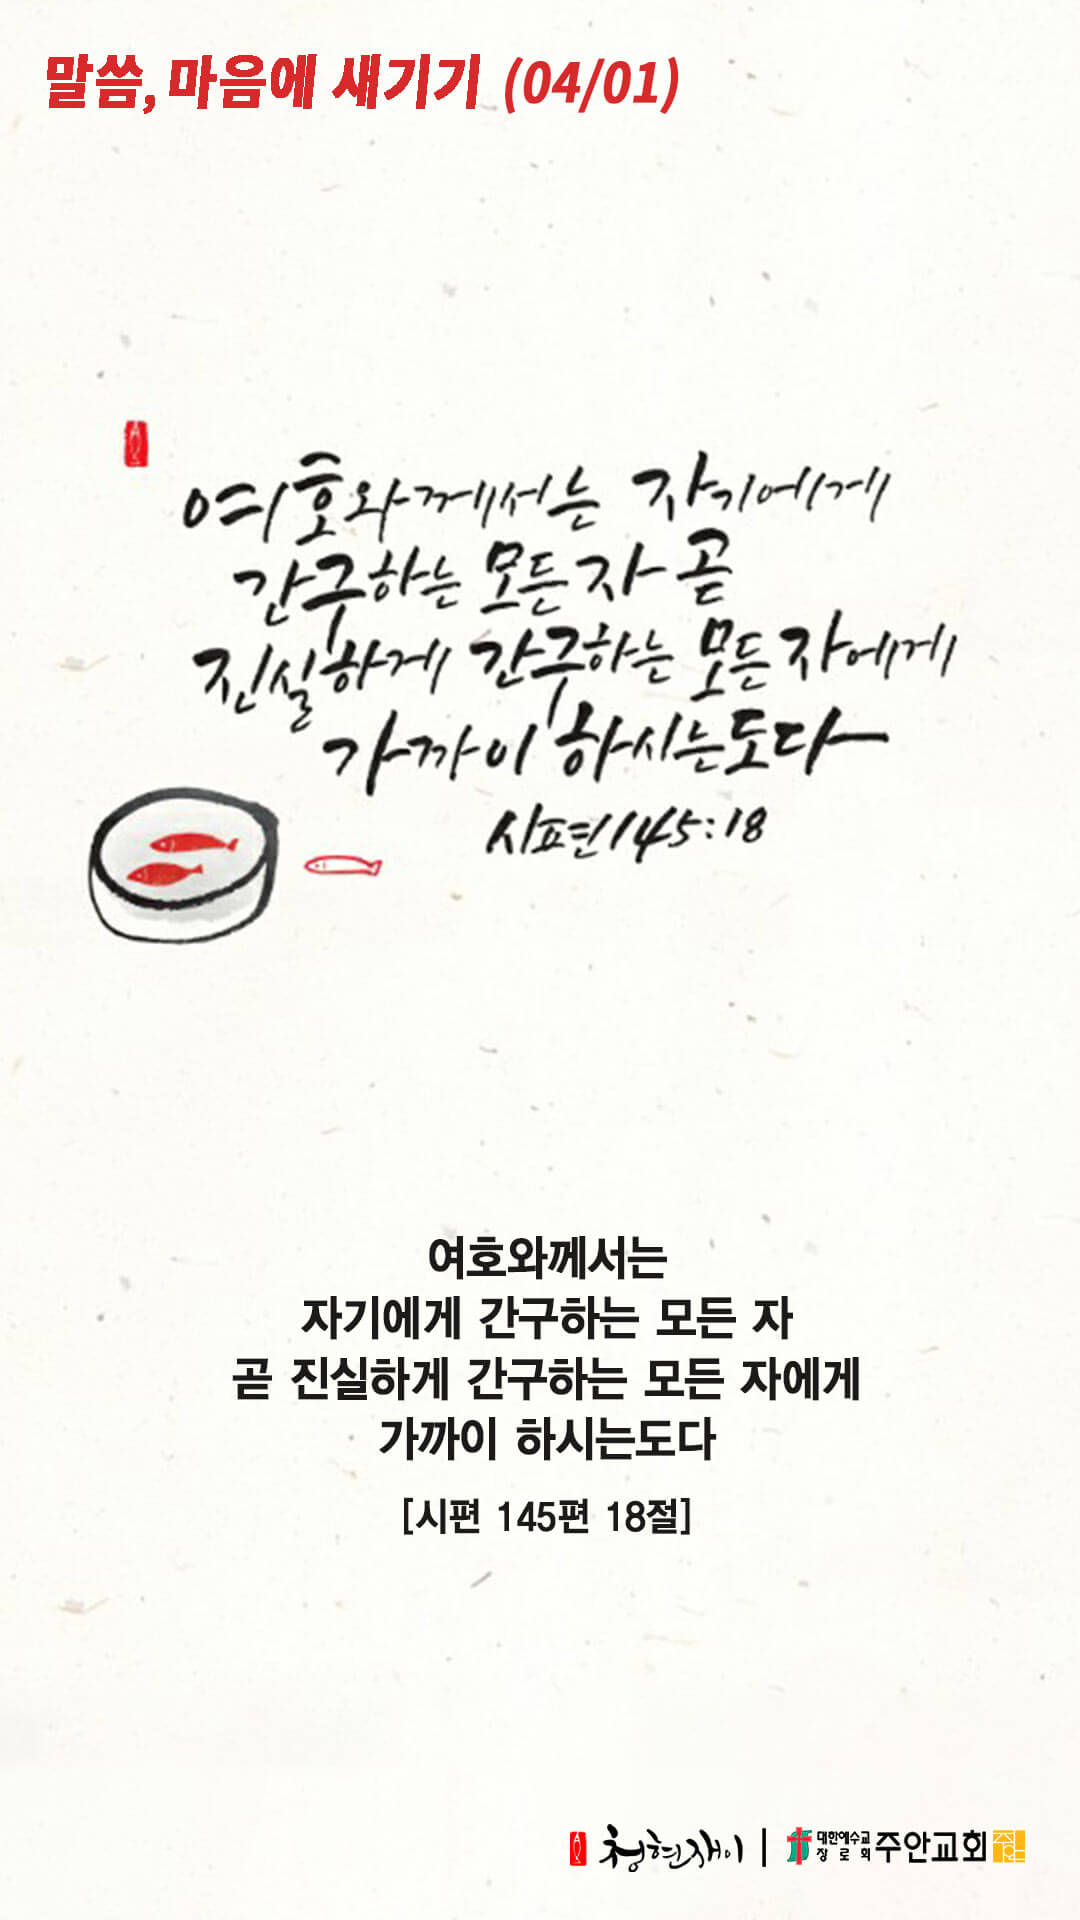 말씀, 마음에 새기기 (04/01)
여호와께서는 자기에게
간구하는 모든 자 곧
진실하게 간구하는 모든 자에게
가까이 하시는도다
시편 145:18
여호와께서는
자기에게 간구하는 모든 자
곧 진실하게 간구하는 모든 자에게
가까이 하시는도다
[시편 145편 18절]
청현재이 | 대한예수교 장로회 주안교회 주안